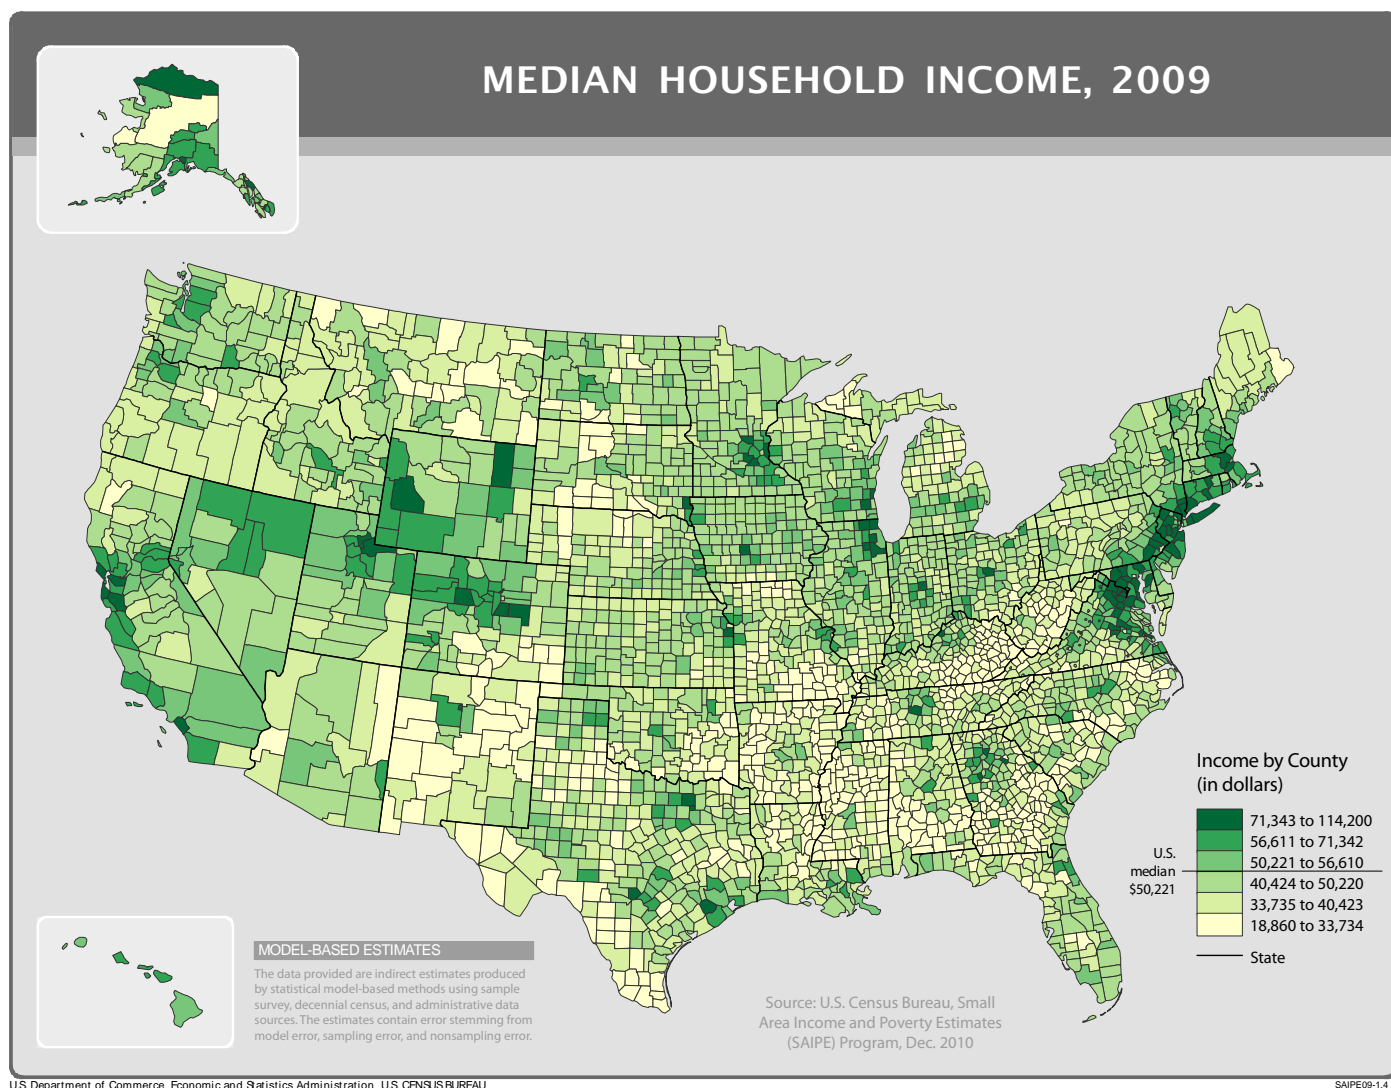 MEDIAN HOUSEHOLD INCOME, 2009
Income by County
(in dollars)
71,343 to 114,200
56,611 to 71,342
50,221 to 56,610
40,424 to 50,220
33,735 to 40,423
18,860 to 33,734
State
U.S.
median
$50,221
MODEL-BASED ESTIMATES
The data provided are indirect estimates produced
by statistical model-based methods using sample
survey, decennial census, and administrative data
sources. The estimates contain error stemming from
model error, sampling error, and nonsampling error.
Source: U.S. Census Bureau, Small
Area Income and Poverty Estimates
(SAIPE) Program, Dec. 2010
U.S. Department of Commerce, Economic and Statistics Administration, U.S. CENSUS BUREAU
SAIPE09-1.4